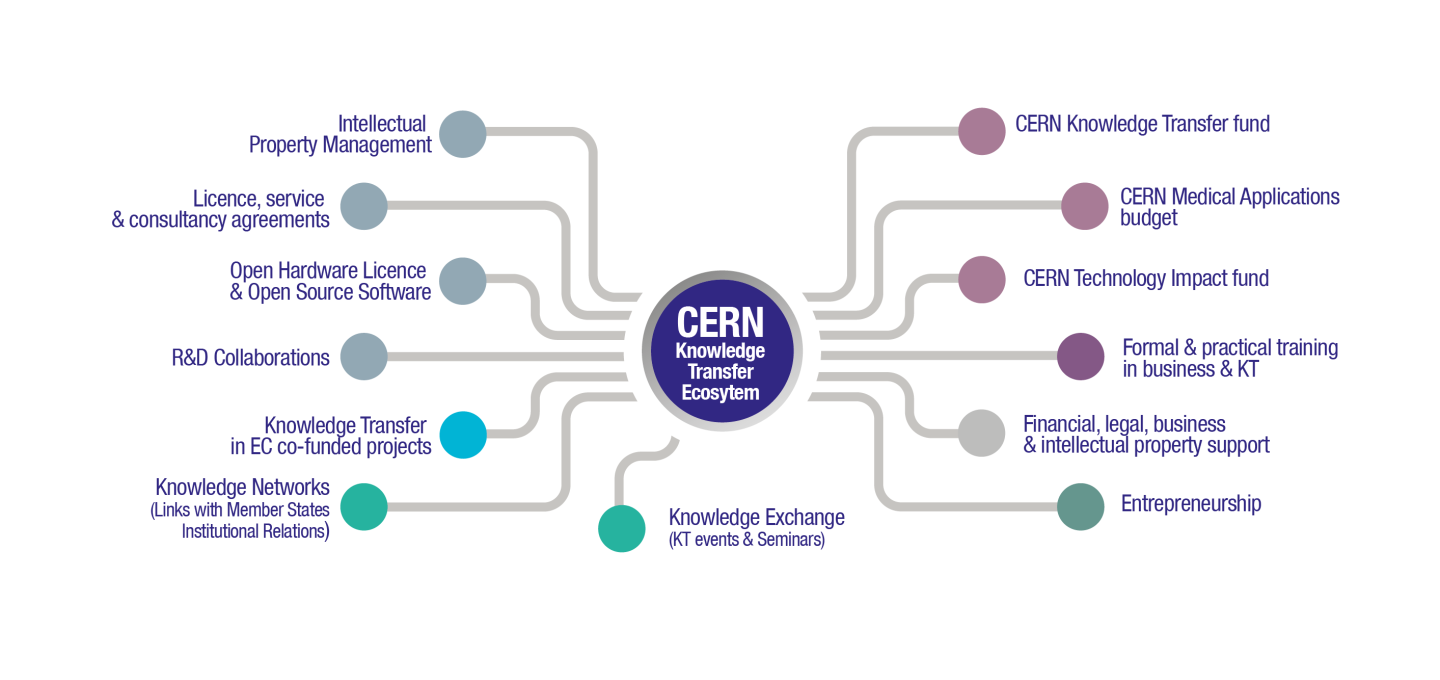 Intellectual
Property Management
Licence, service
& consultancy agreements
Open Hardware Licence
& Open Source Software
R&D Collaborations
Knowledge Transfer
in EC co-funded projects
Knowledge Networks
(Links with Member States
Institutional Relations)
CERN
Knowledge
Transfer
Ecosytem
Knowledge Exchange
(KT events & Seminars)
CERN Knowledge Transfer fund
CERN Medical Applications
budget
CERN Technology Impact fund
Formal & practical training
in business & KT
Financial, legal, business
& intellectual property support
Entrepreneurship